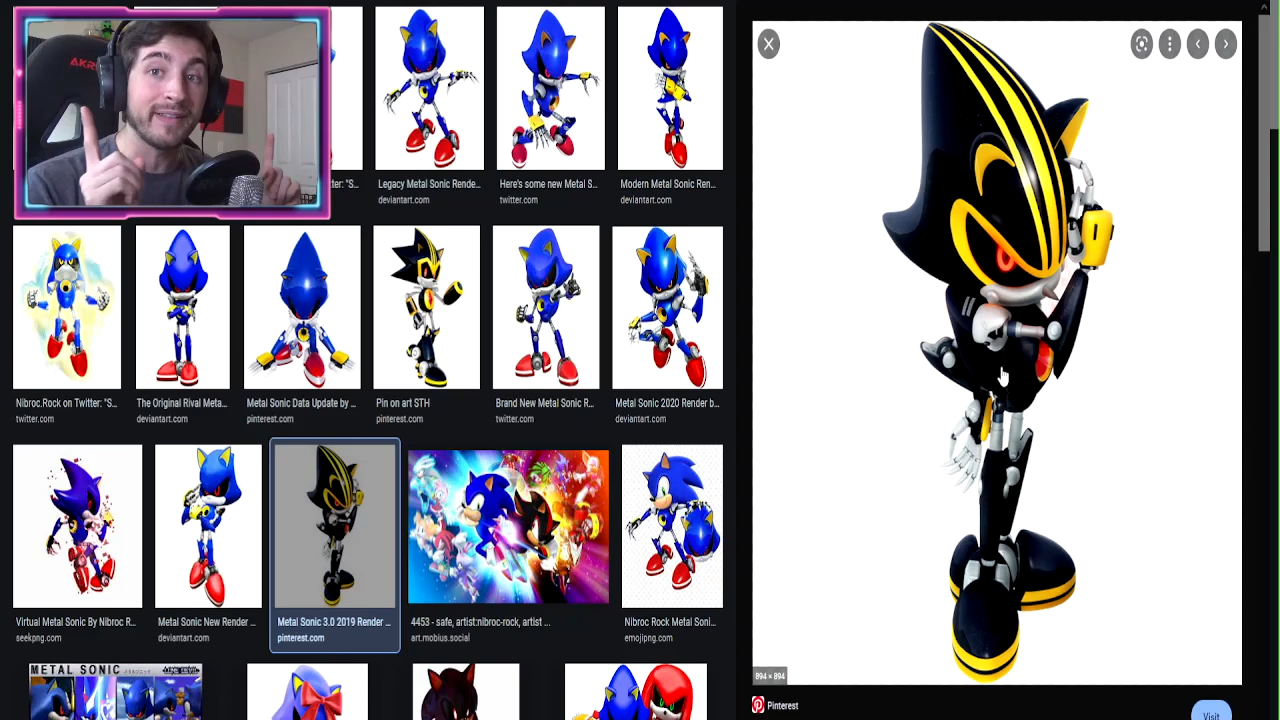 AKR
ter: "S...
Legacy Metal Sonic Rende...
deviantart.com
Here's some new Metal S...
twitter.com
Modern Metal Sonic Ren...
deviantart.com
Nibroc.Rock on Twitter: "S...
twitter.com
The Original Rival Meta...
deviantart.com
Metal Sonic Data Update by ...
pinterest.com
Pin on art STH
pinterest.com
Brand New Metal Sonic R...
twitter.com
Metal Sonic 2020 Render b...
deviantart.com
Virtual Metal Sonic By Nibroc R...
seekpng.com
Metal Sonic New Render ...
deviantart.com
Metal Sonic 3.0 2019 Render ...
pinterest.com
4453 - safe, artist:nibroc-rock, artist ...
art.mobius.social
Nibroc Rock Metal Soni...
emojipng.com
METAL SONIC
894 × 894
Pinterest
Visit